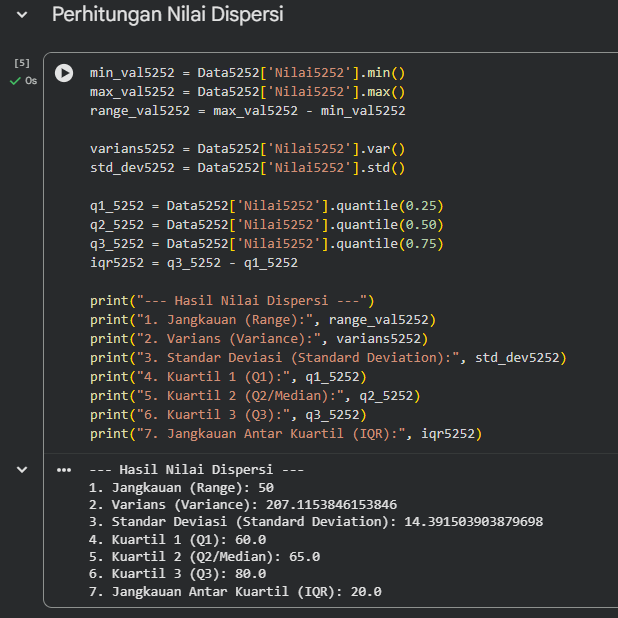 Perhitungan Nilai Dispersi
[5]
0s
min_val5252 = Data5252['Nilai5252'].min()
max_val5252 = Data5252['Nilai5252'].max()
range_val5252 = max_val5252 - min_val5252
varians5252 = Data5252['Nilai5252'].var()
std_dev5252 = Data5252['Nilai5252'].std()
q1_5252 = Data5252['Nilai5252'].quantile(0.25)
q2_5252 = Data5252['Nilai5252'].quantile(0.50)
q3_5252 = Data5252['Nilai5252'].quantile(0.75)
iqr5252 = q3_5252 - q1_5252
print("--- Hasil Nilai Dispersi ---")
print("1. Jangkauan (Range):", range_val5252)
print("2. Varians (Variance):", varians5252)
print("3. Standar Deviasi (Standard Deviation):", std_dev5252)
print("4. Kuartil 1 (Q1):", q1_5252)
print("5. Kuartil 2 (Q2/Median):", q2_5252)
print("6. Kuartil 3 (Q3):", q3_5252)
print("7. Jangkauan Antar Kuartil (IQR):", iqr5252)
--- Hasil Nilai Dispersi ---
1. Jangkauan (Range): 50
2. Varians (Variance): 207.1153846153846
3. Standar Deviasi (Standard Deviation): 14.391503903879698
4. Kuartil 1 (Q1): 60.0
5. Kuartil 2 (Q2/Median): 65.0
6. Kuartil 3 (Q3): 80.0
7. Jangkauan Antar Kuartil (IQR): 20.0